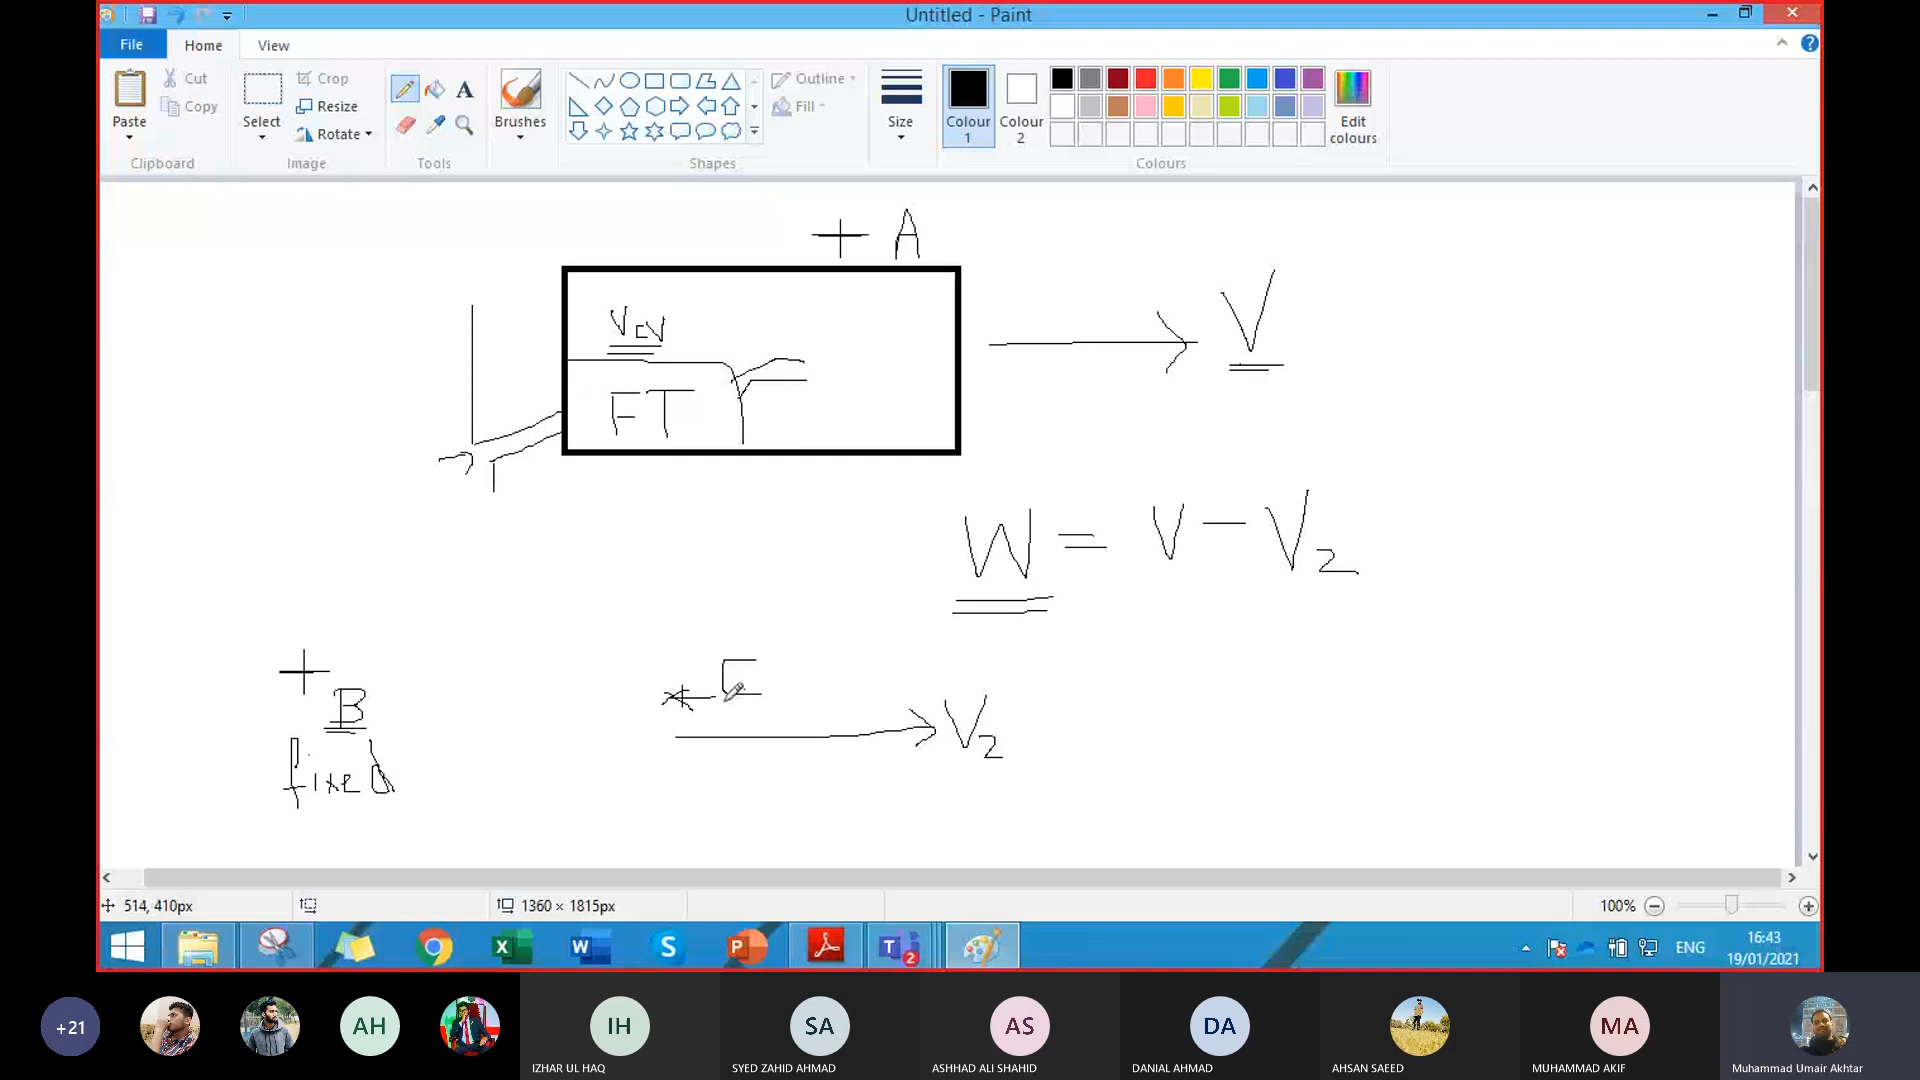 Untitled - Paint
File Home View
Paste Cut Copy
Clipboard
Select Crop Resize Rotate
Image
Tools
Brushes
Shapes
Outline
Fill
Size
Colour 1
Colour 2
Edit colours
Colours
+ A
VCV
FT
V
W = V - V2
+
B
fixed
V2
514, 410px
1360 × 1815px
100%
ENG
16:43
19/01/2021
2
+21
AH
IH
SA
AS
DA
MA
IZHAR UL HAQ
SYED ZAHID AHMAD
ASHHAD ALI SHAHID
DANIAL AHMAD
AHSAN SAEED
MUHAMMAD AKIF
Muhammad Umair Akhtar